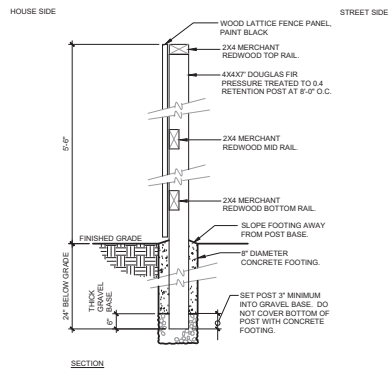 HOUSE SIDE
STREET SIDE
WOOD LATTICE FENCE PANEL,
PAINT BLACK
2X4 MERCHANT
REDWOOD TOP RAIL.
4X4X7' DOUGLAS FIR
PRESSURE TREATED TO 0.4
RETENTION POST AT 8'-0" O.C.
5'-6"
2X4 MERCHANT
REDWOOD MID RAIL.
2X4 MERCHANT
REDWOOD BOTTOM RAIL.
FINISHED GRADE
SLOPE FOOTING AWAY
FROM POST BASE.
8" DIAMETER
CONCRETE FOOTING.
24" BELOW GRADE
THICK
GRAVEL
BASE
6"
SET POST 3" MINIMUM
INTO GRAVEL BASE. DO
NOT COVER BOTTOM OF
POST WITH CONCRETE
FOOTING.
SECTION